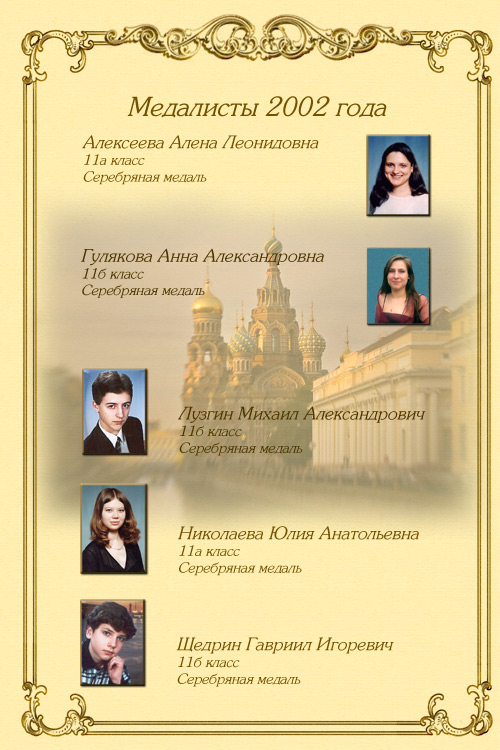 Медалисты 2002 года
Алексеева Алена Леонидовна
11а класс
Серебряная медаль
Гулякова Анна Александровна
11б класс
Серебряная медаль
Лузгин Михаил Александрович
11б класс
Серебряная медаль
Николаева Юлия Анатольевна
11а класс
Серебряная медаль
Щедрин Гавриил Игоревич
11б класс
Серебряная медаль